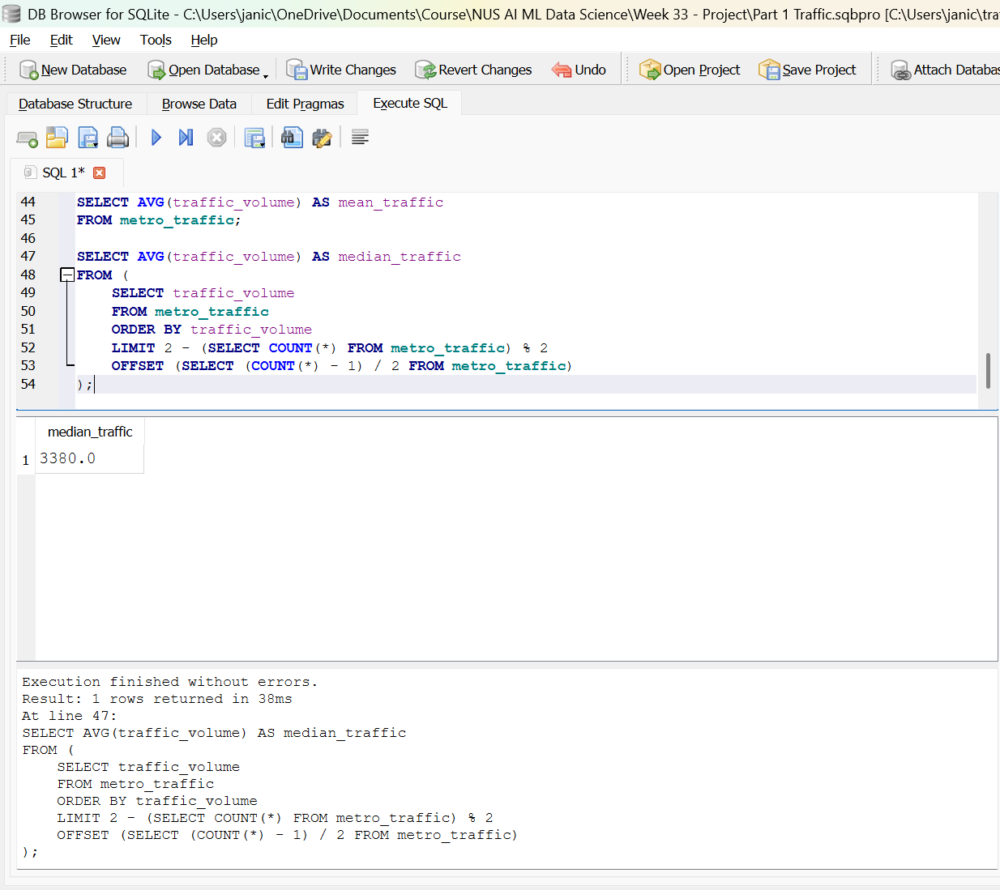 DB Browser for SQLite - C:\Users\janic\OneDrive\Documents\Course\NUS AI ML Data Science\Week 33 - Project\Part 1 Traffic.sqbpro [C:\Users\janic\tra
File Edit View Tools Help
New Database Open Database Write Changes Revert Changes Undo Open Project Save Project Attach Databas
Database Structure Browse Data Edit Pragmas Execute SQL
SQL 1*
44 SELECT AVG(traffic_volume) AS mean_traffic
45 FROM metro_traffic;
46
47 SELECT AVG(traffic_volume) AS median_traffic
48 FROM (
49     SELECT traffic_volume
50     FROM metro_traffic
51     ORDER BY traffic_volume
52     LIMIT 2 - (SELECT COUNT(*) FROM metro_traffic) % 2
53     OFFSET (SELECT (COUNT(*) - 1) / 2 FROM metro_traffic)
54 );
median_traffic
1 3380.0
Execution finished without errors.
Result: 1 rows returned in 38ms
At line 47:
SELECT AVG(traffic_volume) AS median_traffic
FROM (
    SELECT traffic_volume
    FROM metro_traffic
    ORDER BY traffic_volume
    LIMIT 2 - (SELECT COUNT(*) FROM metro_traffic) % 2
    OFFSET (SELECT (COUNT(*) - 1) / 2 FROM metro_traffic)
);